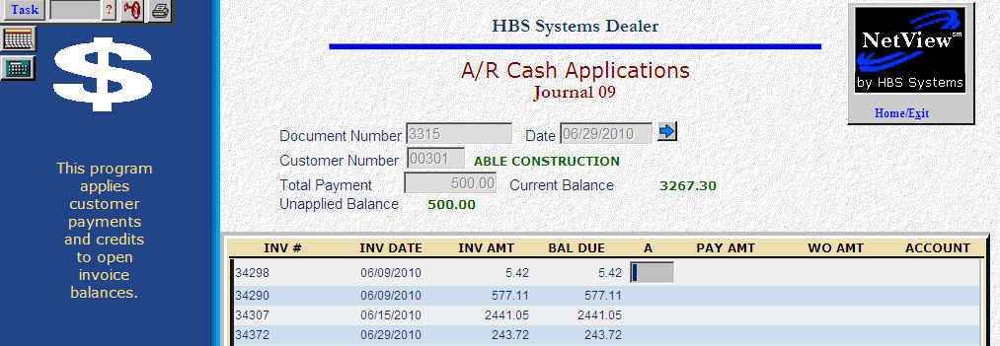 Task ?
HBS Systems Dealer
A/R Cash Applications
Journal 09
NetView SM
by HBS Systems
Home/Exit
Document Number 3315 Date 06/29/2010
Customer Number 00301 ABLE CONSTRUCTION
Total Payment 500.00 Current Balance 3267.30
Unapplied Balance 500.00
This program
applies
customer
payments
and credits
to open
invoice
balances.
INV # INV DATE INV AMT BAL DUE A PAY AMT WO AMT ACCOUNT
34298 06/09/2010 5.42 5.42
34290 06/09/2010 577.11 577.11
34307 06/15/2010 2441.05 2441.05
34372 06/29/2010 243.72 243.72